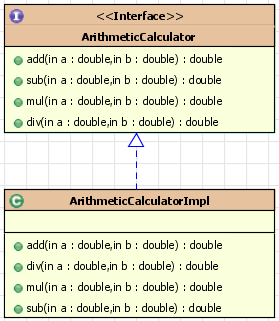 I
<<Interface>>
ArithmeticCalculator
add(in a : double,in b : double) : double
sub(in a : double,in b : double) : double
mul(in a : double,in b : double) : double
div(in a : double,in b : double) : double
C
ArithmeticCalculatorImpl
add(in a : double,in b : double) : double
div(in a : double,in b : double) : double
mul(in a : double,in b : double) : double
sub(in a : double,in b : double) : double